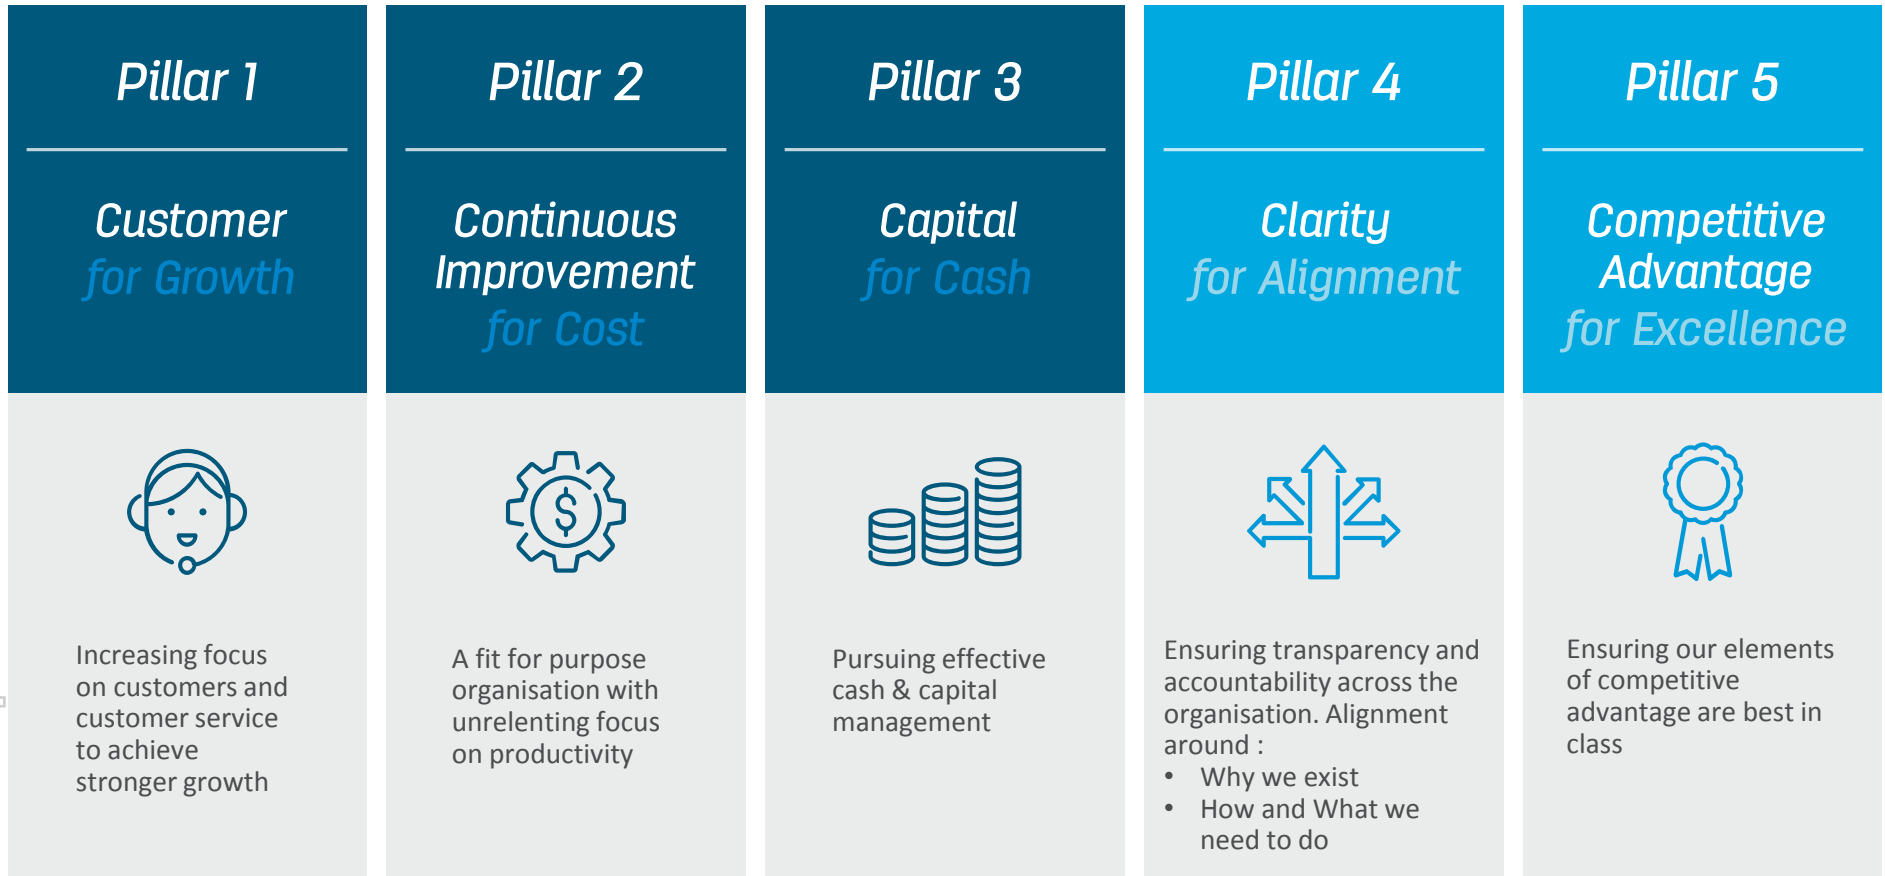 Pillar 1
Customer
for Growth
Increasing focus
on customers and
customer service
to achieve
stronger growth
Pillar 2
Continuous
Improvement
for Cost
$
A fit for purpose
organisation with
unrelenting focus
on productivity
Pillar 3
Capital
for Cash
Pursuing effective
cash & capital
management
Pillar 4
Clarity
for Alignment
Ensuring transparency and
accountability across the
organisation. Alignment
around :
• Why we exist
• How and What we
need to do
Pillar 5
Competitive
Advantage
for Excellence
Ensuring our elements
of competitive
advantage are best in
class